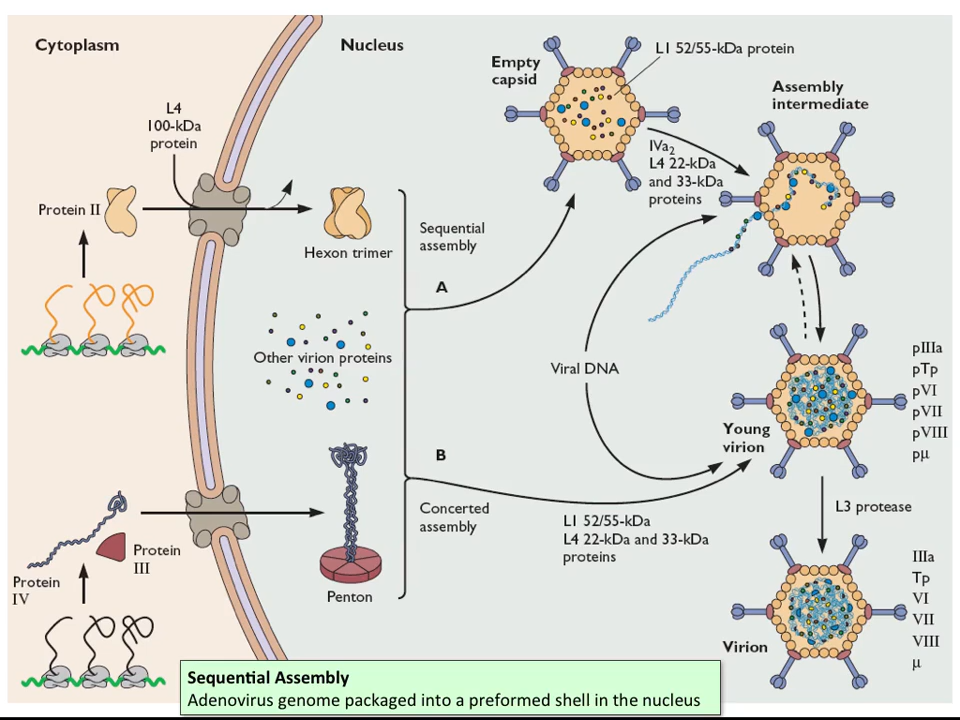 Cytoplasm
Nucleus
L4
100-kDa
protein
Protein II
Hexon trimer
Other virion proteins
Protein
III
Protein
IV
Penton
Sequential
assembly
A
B
Concerted
assembly
Empty
capsid
L1 52/55-kDa protein
IVa2
L4 22-kDa
and 33-kDa
proteins
Assembly
intermediate
Viral DNA
Young
virion
pIIIa
pTp
pVI
pVII
pVIII
pµ
L1 52/55-kDa
L4 22-kDa and 33-kDa
proteins
L3 protease
Virion
IIIa
Tp
VI
VII
VIII
µ
Sequential Assembly
Adenovirus genome packaged into a preformed shell in the nucleus